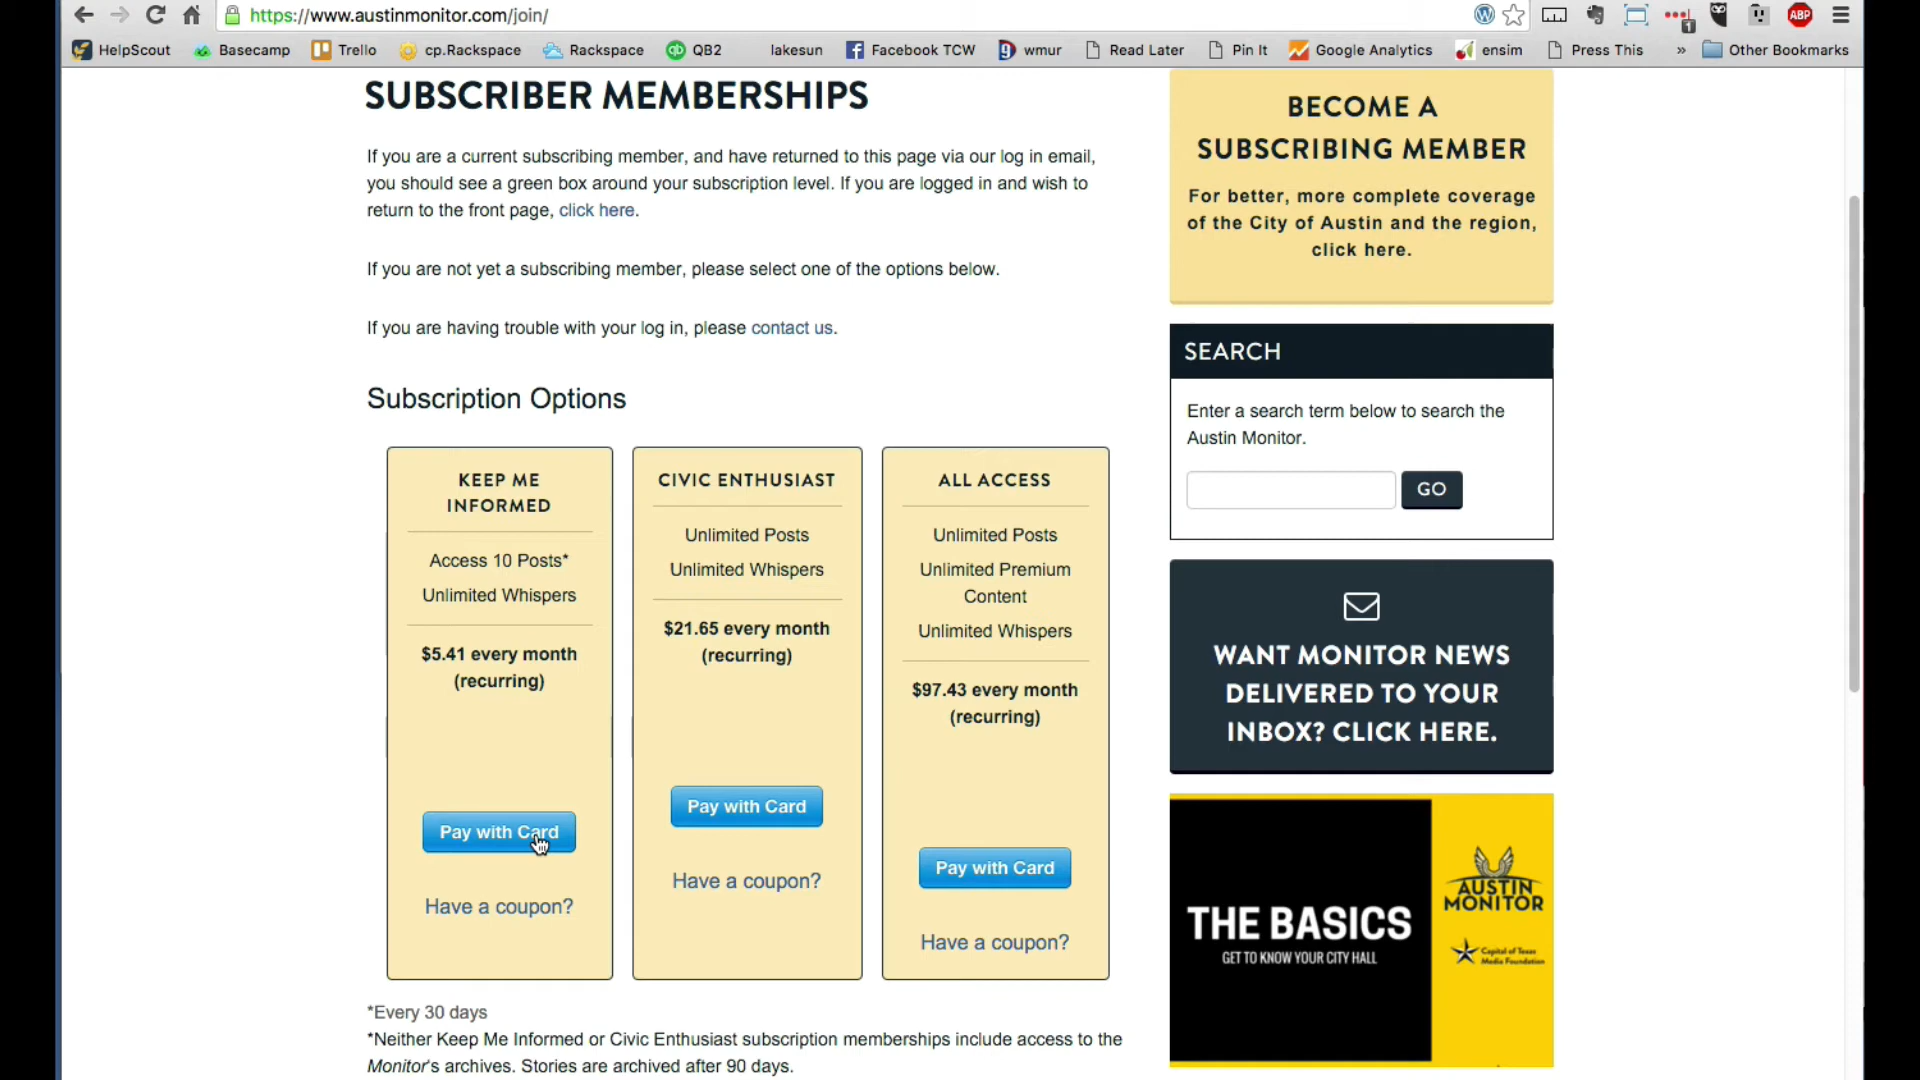 https://www.austinmonitor.com/join/
ABP
1
HelpScout Basecamp Trello cp.Rackspace Rackspace QB2 lakesun Facebook TCW wmur Read Later Pin It Google Analytics ensim Press This » Other Bookmarks
SUBSCRIBER MEMBERSHIPS
If you are a current subscribing member, and have returned to this page via our log in email,
you should see a green box around your subscription level. If you are logged in and wish to
return to the front page, click here.
If you are not yet a subscribing member, please select one of the options below.
If you are having trouble with your log in, please contact us.
Subscription Options
KEEP ME
INFORMED
Access 10 Posts*
Unlimited Whispers
$5.41 every month
(recurring)
Pay with Card
Have a coupon?
CIVIC ENTHUSIAST
Unlimited Posts
Unlimited Whispers
$21.65 every month
(recurring)
Pay with Card
Have a coupon?
ALL ACCESS
Unlimited Posts
Unlimited Premium
Content
Unlimited Whispers
$97.43 every month
(recurring)
Pay with Card
Have a coupon?
*Every 30 days
*Neither Keep Me Informed or Civic Enthusiast subscription memberships include access to the
Monitor's archives. Stories are archived after 90 days.
BECOME A
SUBSCRIBING MEMBER
For better, more complete coverage
of the City of Austin and the region,
click here.
SEARCH
Enter a search term below to search the
Austin Monitor.
GO
WANT MONITOR NEWS
DELIVERED TO YOUR
INBOX? CLICK HERE.
THE BASICS
GET TO KNOW YOUR CITY HALL
AUSTIN
MONITOR
Capital of Texas
Media Foundation